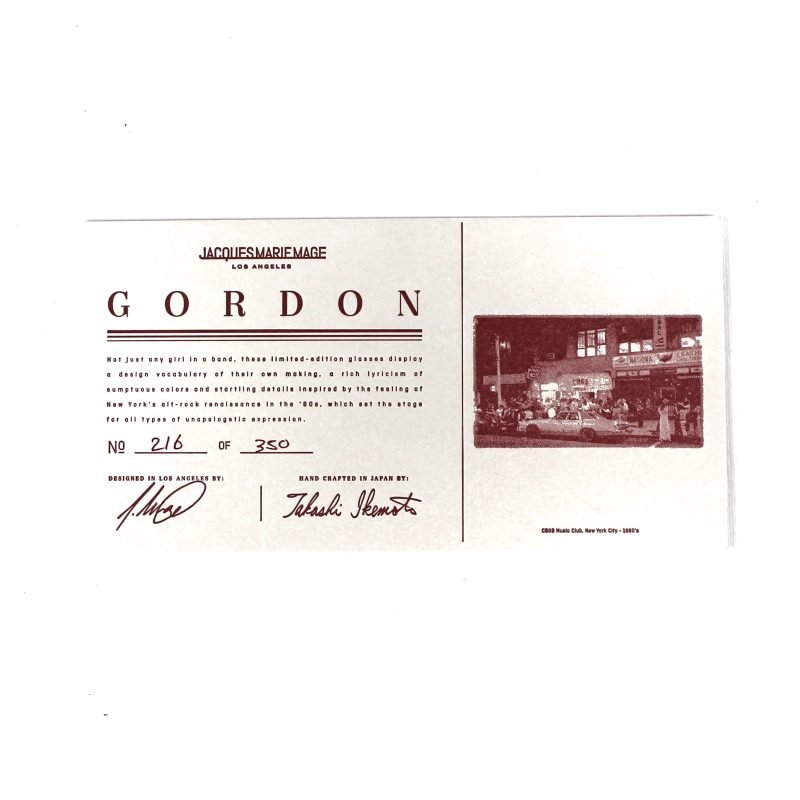 JACQUESMARIEMAGE
LOS ANGELES
GORDON
Not just any girl in a band, these limited-edition glasses display
a design vocabulary of their own making, a rich lyricism of
sumptuous colors and startling details inspired by the feeling of
New York's alt-rock renaissance in the '80s, which set the stage
for all types of unapologetic expression.
No 216 OF 350
DESIGNED IN LOS ANGELES BY: HAND CRAFTED IN JAPAN BY:
J. Mage Takashi Ikemoto
CBGB
CBGB Music Club, New York City - 1980's